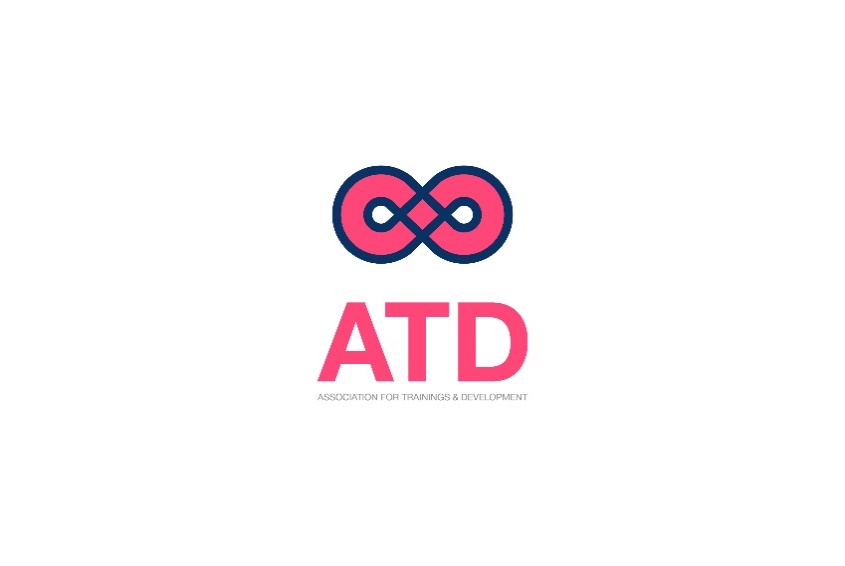 ATD
ASSOCIATION FOR TRAININGS & DEVELOPMENT